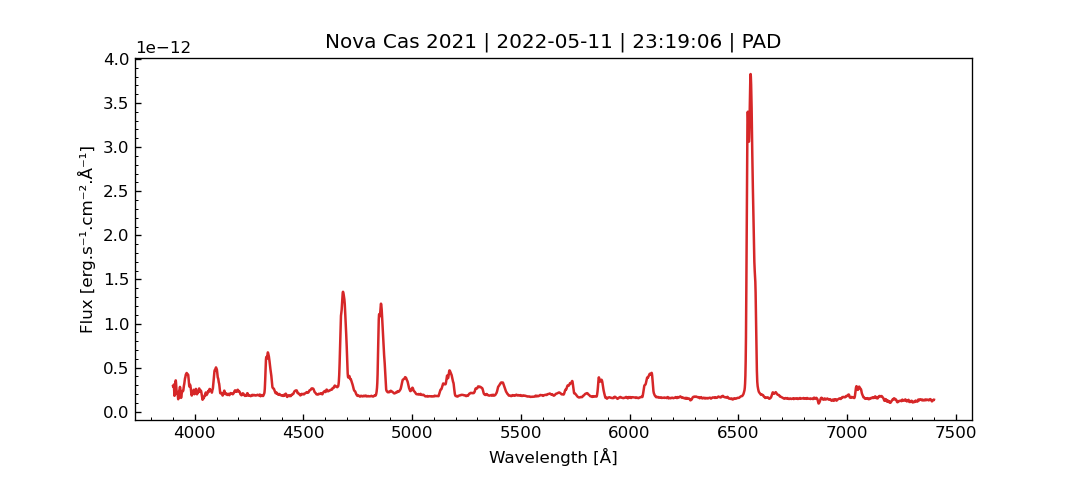 Nova Cas 2021 | 2022-05-11 | 23:19:06 | PAD
1e−12
4.0
3.5
3.0
2.5
2.0
1.5
1.0
0.5
0.0
Flux [erg.s⁻¹.cm⁻².Å⁻¹]
4000 4500 5000 5500 6000 6500 7000 7500
Wavelength [Å]